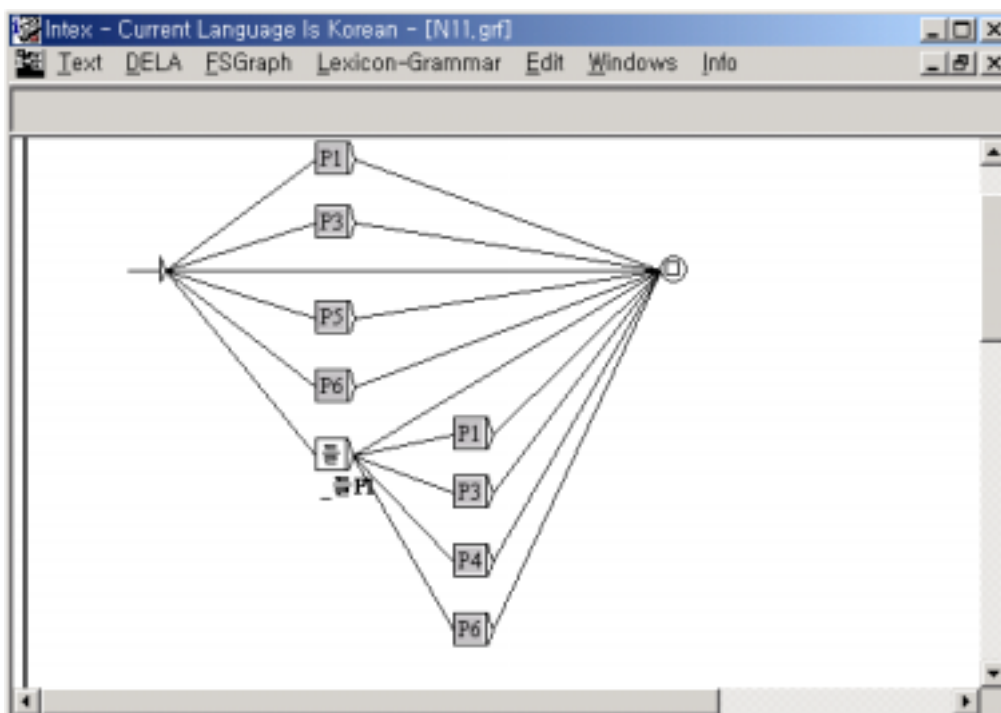 Intex - Current Language Is Korean - [N11.grf]
Text DELA FSGraph Lexicon-Grammar Edit Windows Info
P1
P3
P5
P6
P1
들
_들P1
P3
P4
P6